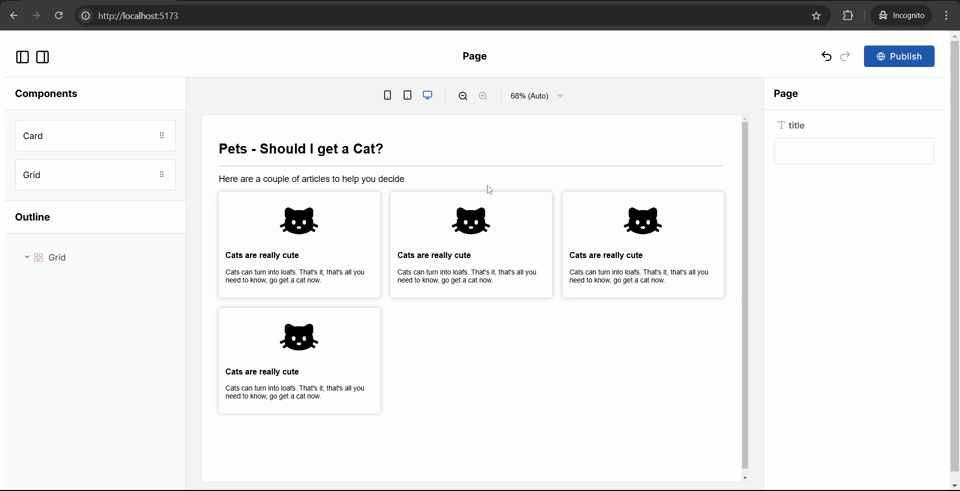 http://localhost:5173
Incognito
Page
Publish
Components
Card
Grid
Outline
Grid
68% (Auto)
Pets - Should I get a Cat?
Here are a couple of articles to help you decide
Cats are really cute
Cats can turn into loafs. That's it, that's all you
need to know, go get a cat now.
Cats are really cute
Cats can turn into loafs. That's it, that's all you
need to know, go get a cat now.
Cats are really cute
Cats can turn into loafs. That's it, that's all you
need to know, go get a cat now.
Cats are really cute
Cats can turn into loafs. That's it, that's all you
need to know, go get a cat now.
Page
title